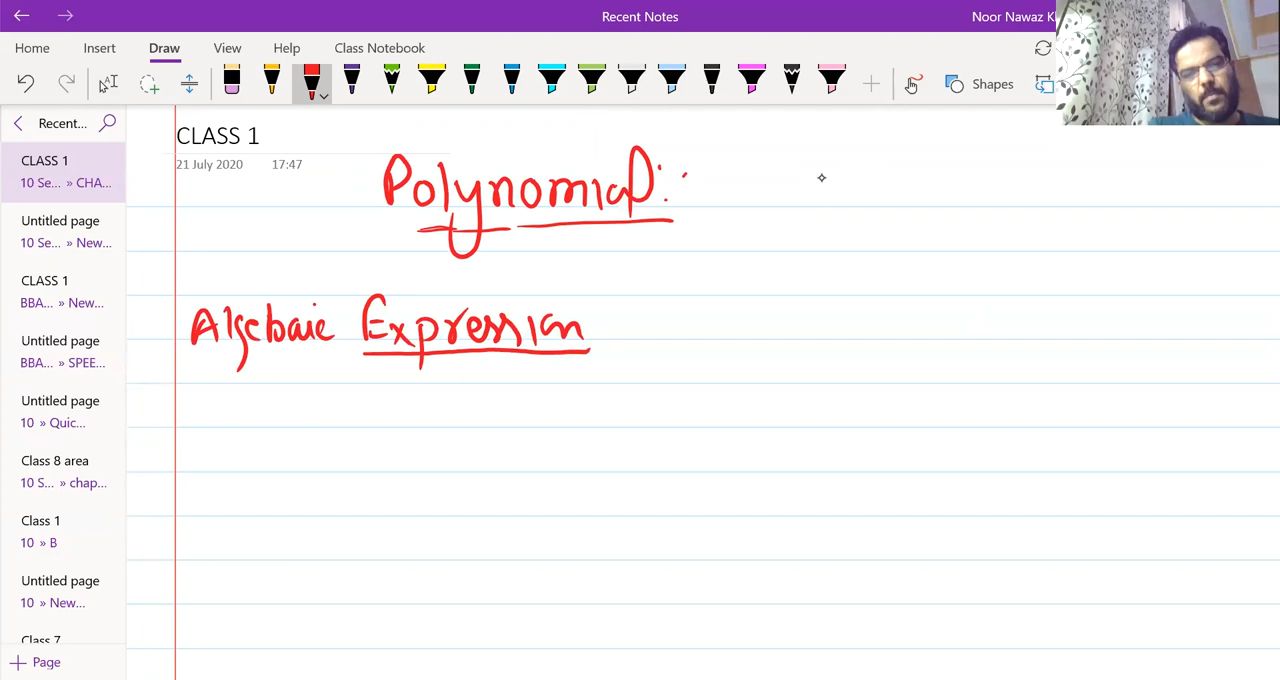 Recent Notes
Noor Nawaz K
Home Insert Draw View Help Class Notebook
Shapes
Recent...
CLASS 1
10 Se... » CHA...
Untitled page
10 Se... » New...
CLASS 1
BBA... » New...
Untitled page
BBA... » SPEE...
Untitled page
10 » Quic...
Class 8 area
10 S... » chap...
Class 1
10 » B
Untitled page
10 » New...
Class 7
Page
CLASS 1
21 July 2020 17:47
Polynomial :-
Algebaic Expression